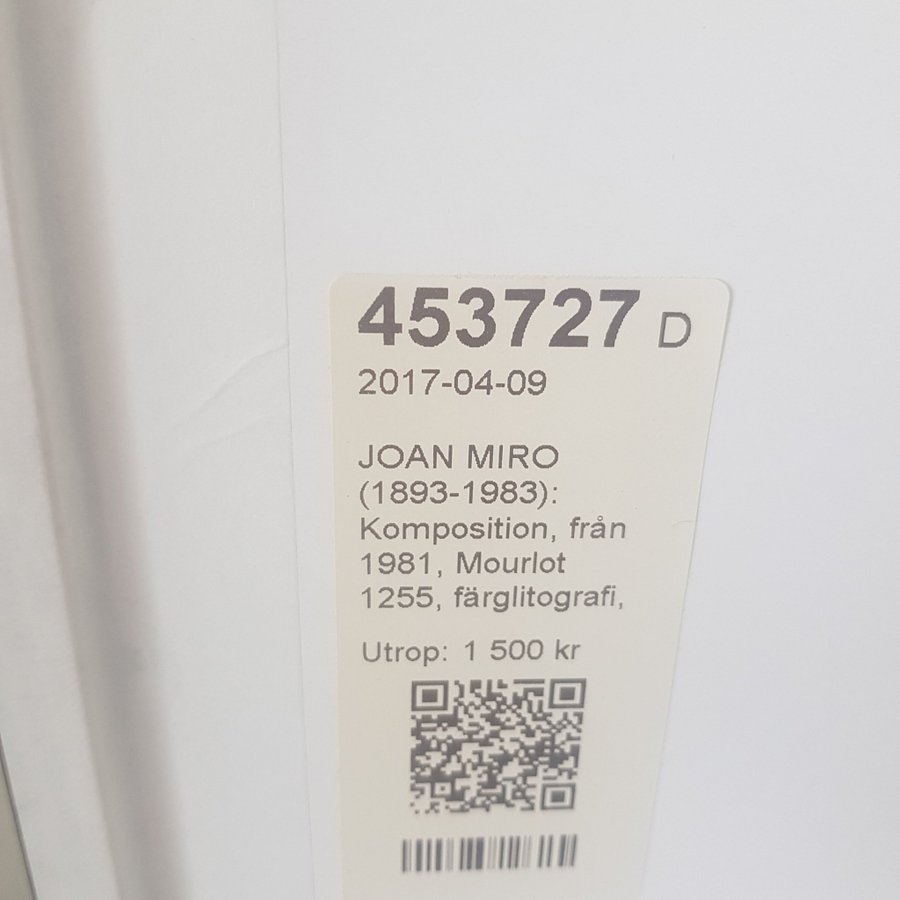 453727 D
2017-04-09
JOAN MIRO
(1893-1983):
Komposition, från
1981, Mourlot
1255, färglitografi,
Utrop: 1 500 kr